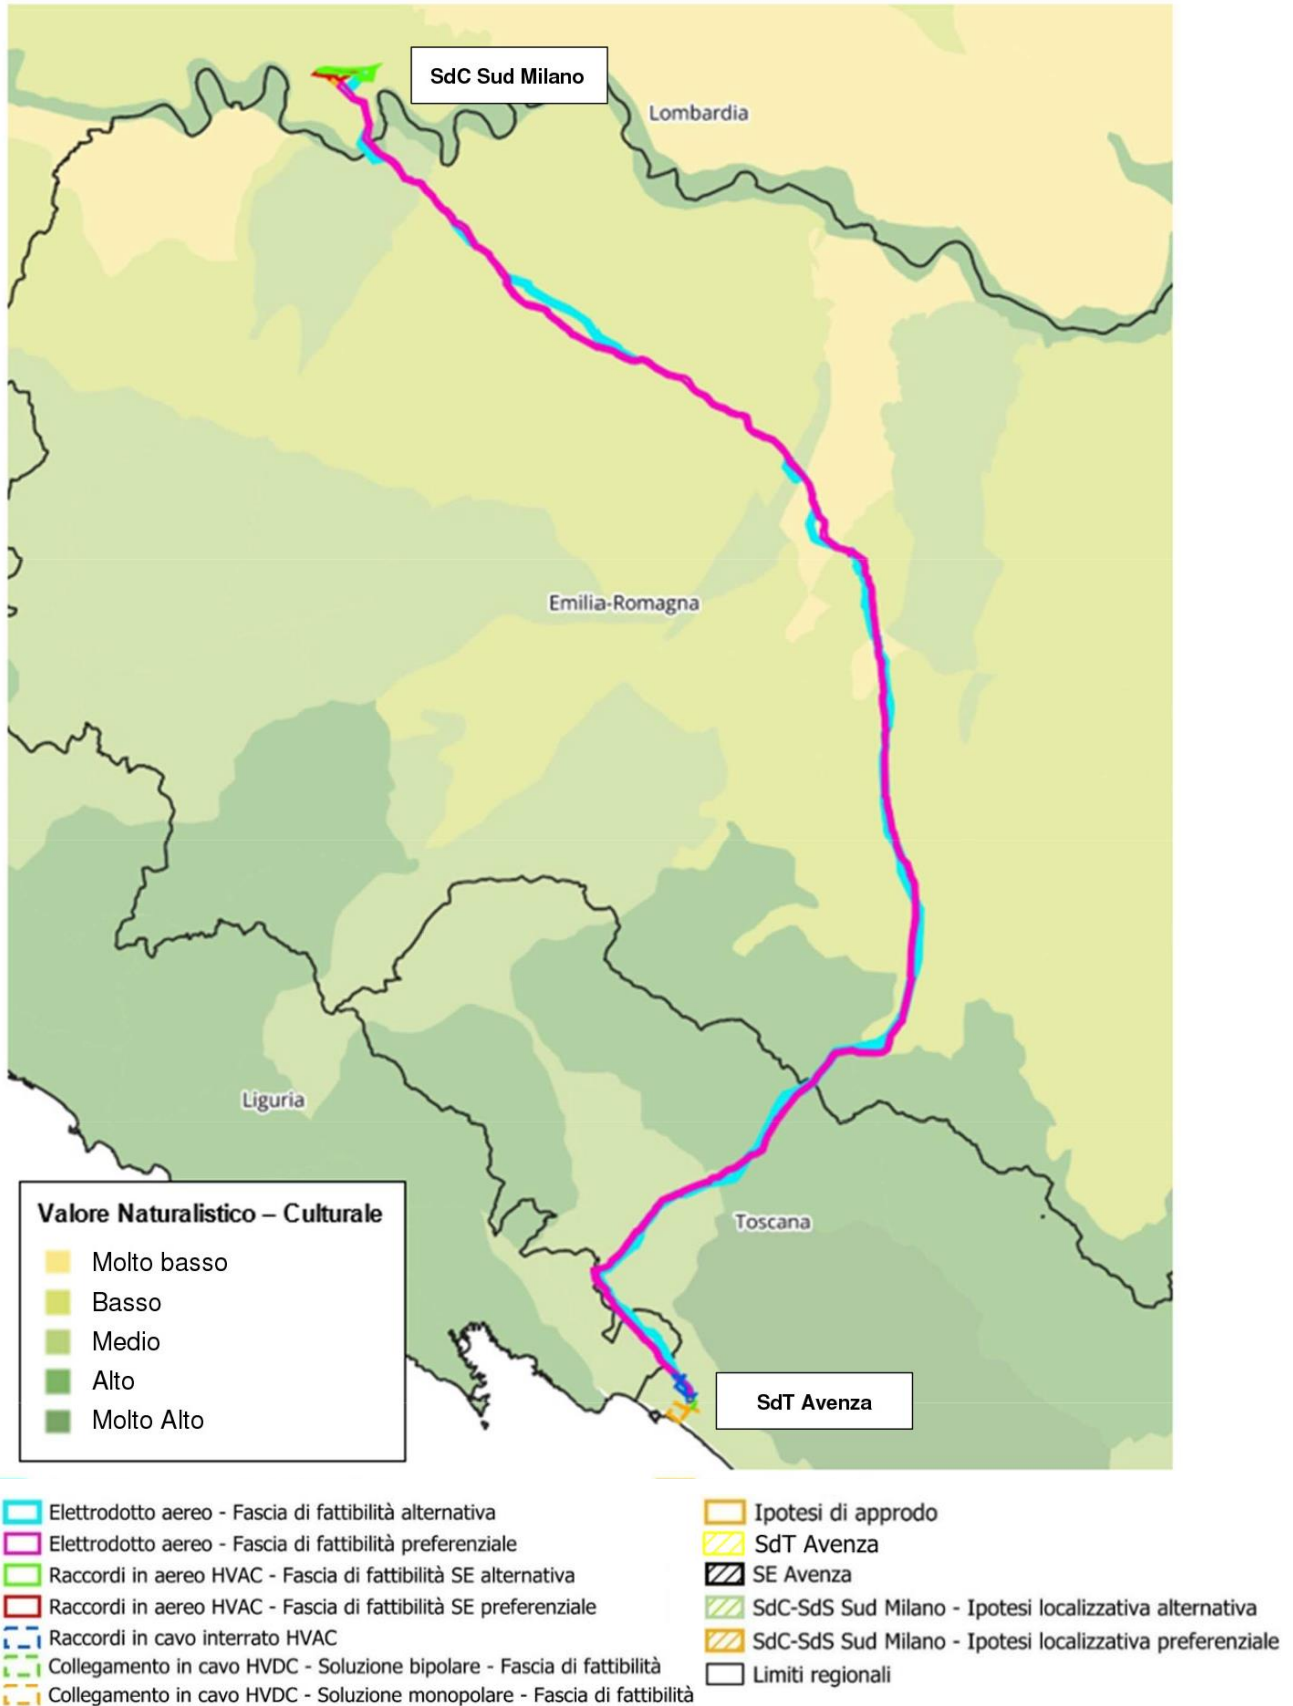 SdC Sud Milano
Lombardia
Emilia-Romagna
Liguria
Toscana
Valore Naturalistico – Culturale
Molto basso
Basso
Medio
Alto
Molto Alto
SdT Avenza
Elettrodotto aereo - Fascia di fattibilità alternativa
Elettrodotto aereo - Fascia di fattibilità preferenziale
Raccordi in aereo HVAC - Fascia di fattibilità SE alternativa
Raccordi in aereo HVAC - Fascia di fattibilità SE preferenziale
Raccordi in cavo interrato HVAC
Collegamento in cavo HVDC - Soluzione bipolare - Fascia di fattibilità
Collegamento in cavo HVDC - Soluzione monopolare - Fascia di fattibilità
Ipotesi di approdo
SdT Avenza
SE Avenza
SdC-SdS Sud Milano - Ipotesi localizzativa alternativa
SdC-SdS Sud Milano - Ipotesi localizzativa preferenziale
Limiti regionali